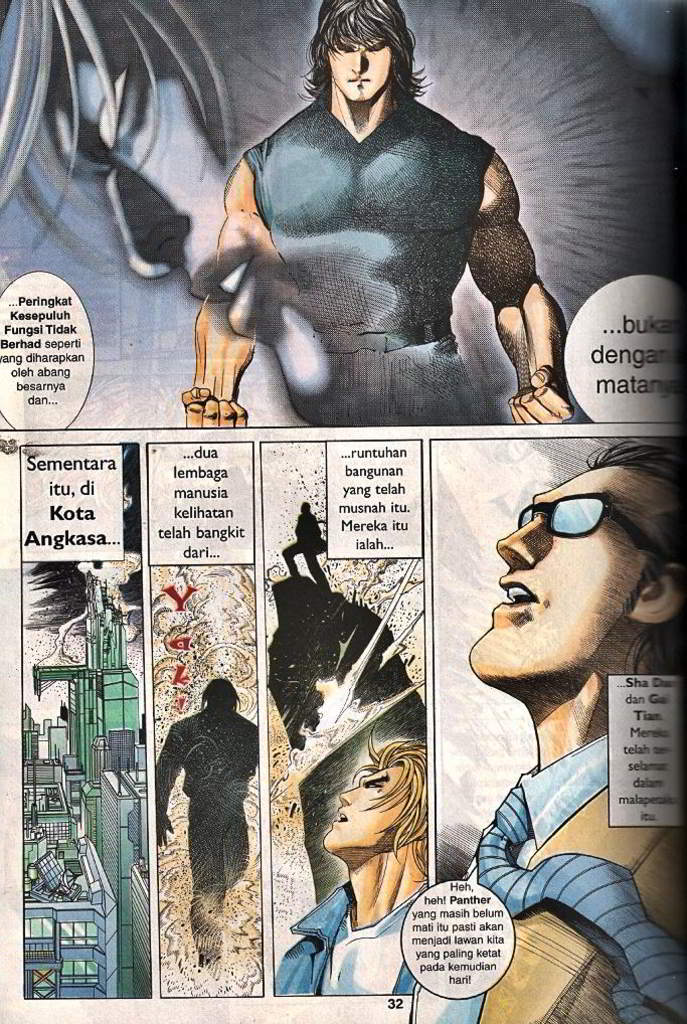 ...Peringkat
Kesepuluh
Fungsi Tidak
Berhad seperti
yang diharapkan
oleh abang
besarnya
dan...
...bukan
dengan
Sementara
itu, di
Kota
Angkasa...
...dua
lembaga
manusia
kelihatan
telah bangkit
dari...
Yak!
...runtuhan
bangunan
yang telah
musnah itu.
Mereka itu
ialah...
...Sha
dan
Tian.
Mereka
telah
selamat
dalam
itu.
Heh,
heh! Panther
yang masih belum
mati itu pasti akan
menjadi lawan kita
yang paling ketat
pada kemudian
hari!
32